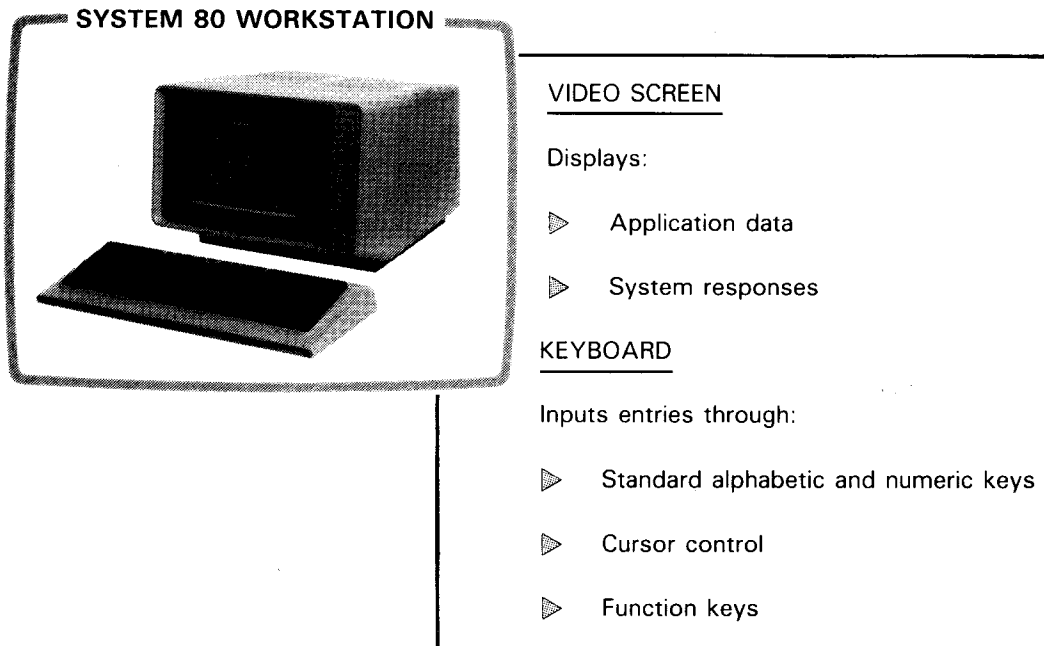 SYSTEM 80 WORKSTATION
VIDEO SCREEN
Displays:
Application data
System responses
KEYBOARD
Inputs entries through:
Standard alphabetic and numeric keys
Cursor control
Function keys